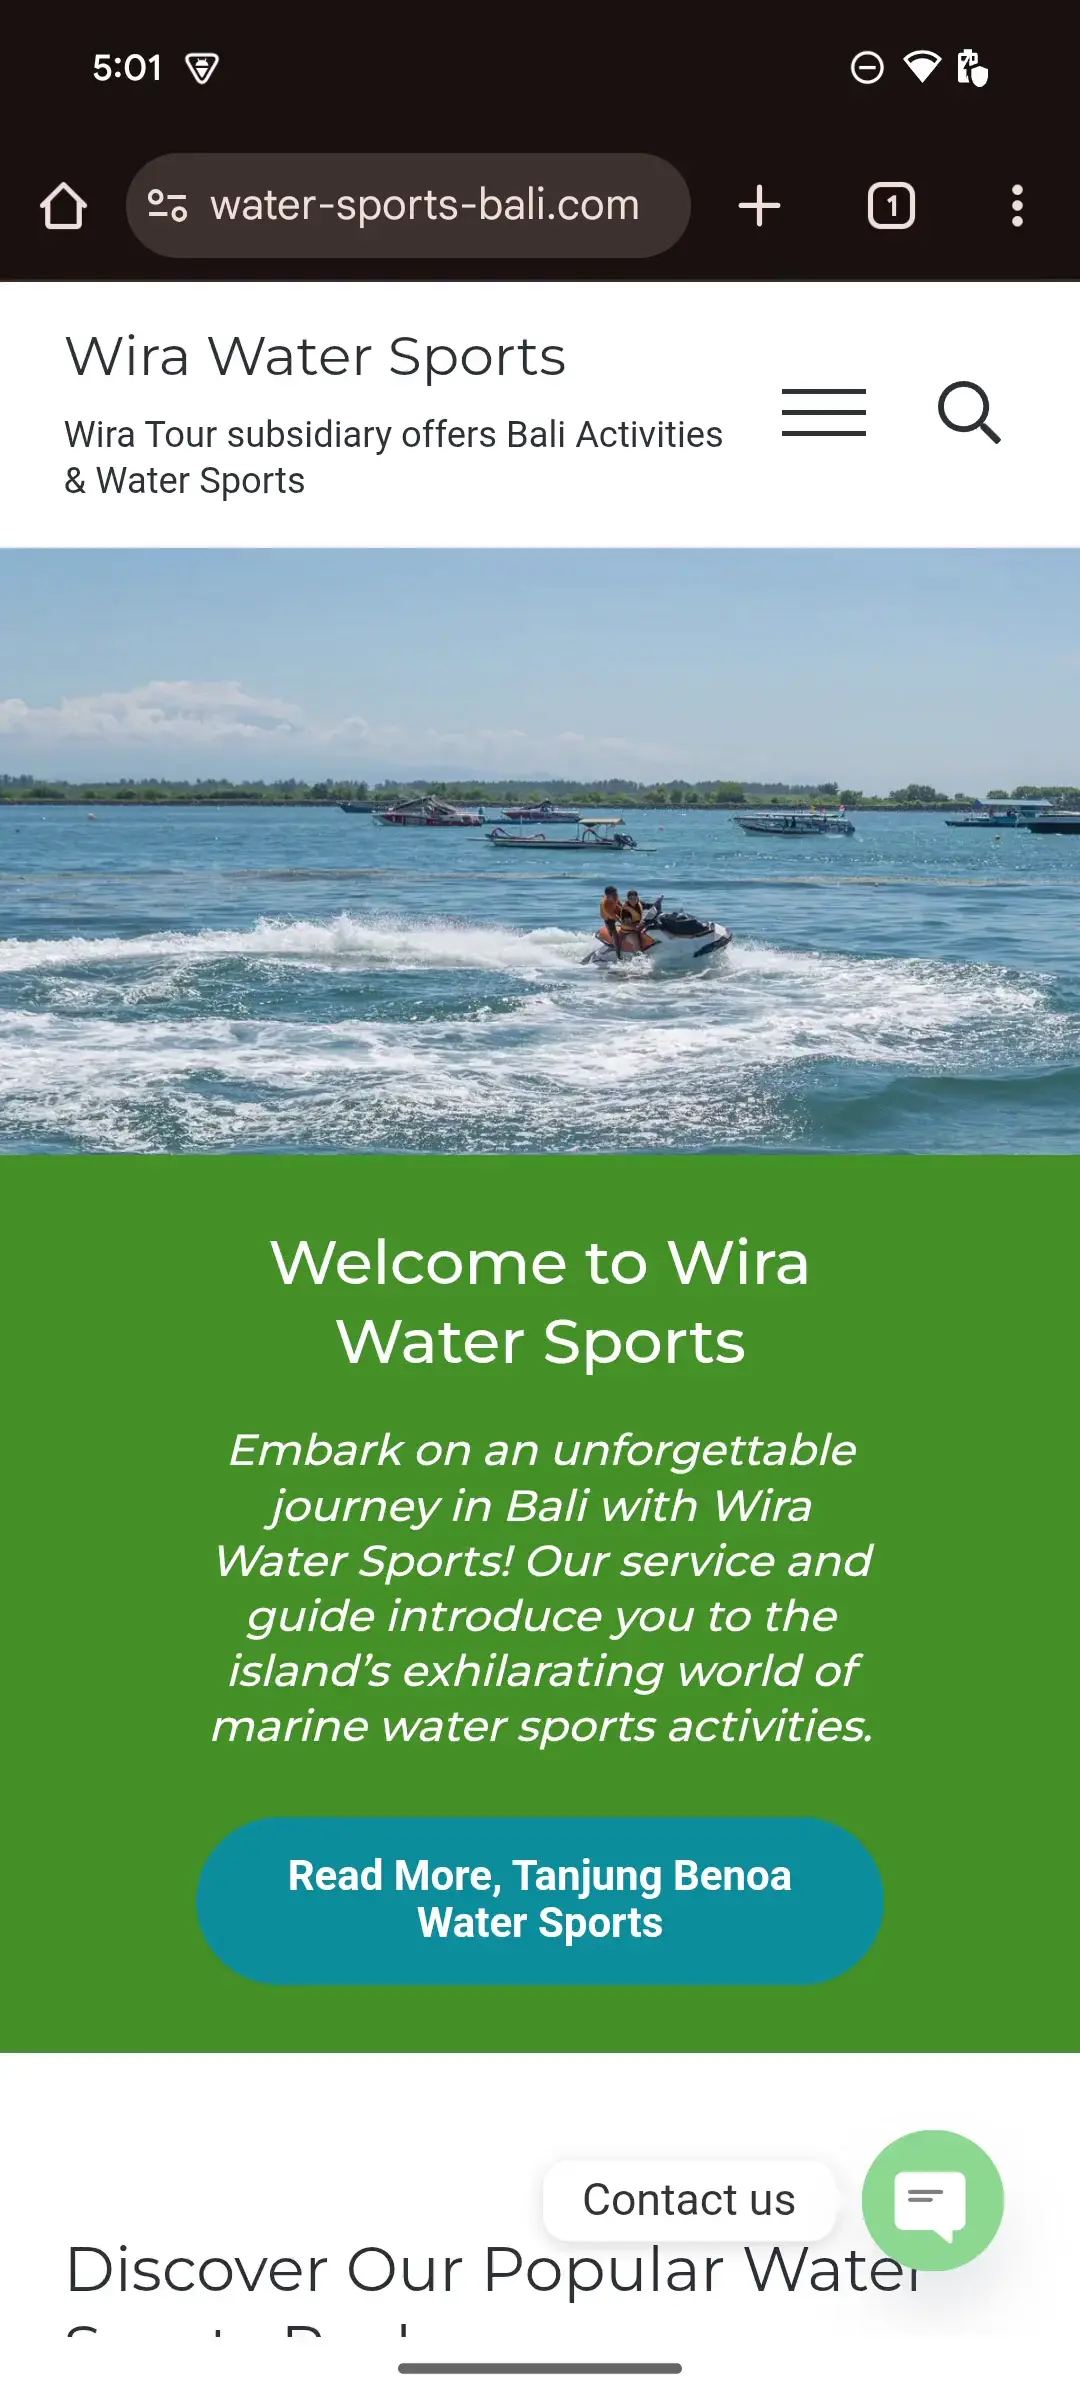 5:01
water-sports-bali.com
1
Wira Water Sports
Wira Tour subsidiary offers Bali Activities
& Water Sports
Welcome to Wira
Water Sports
Embark on an unforgettable
journey in Bali with Wira
Water Sports! Our service and
guide introduce you to the
island’s exhilarating world of
marine water sports activities.
Read More, Tanjung Benoa
Water Sports
Contact us
Discover Our Popular Water